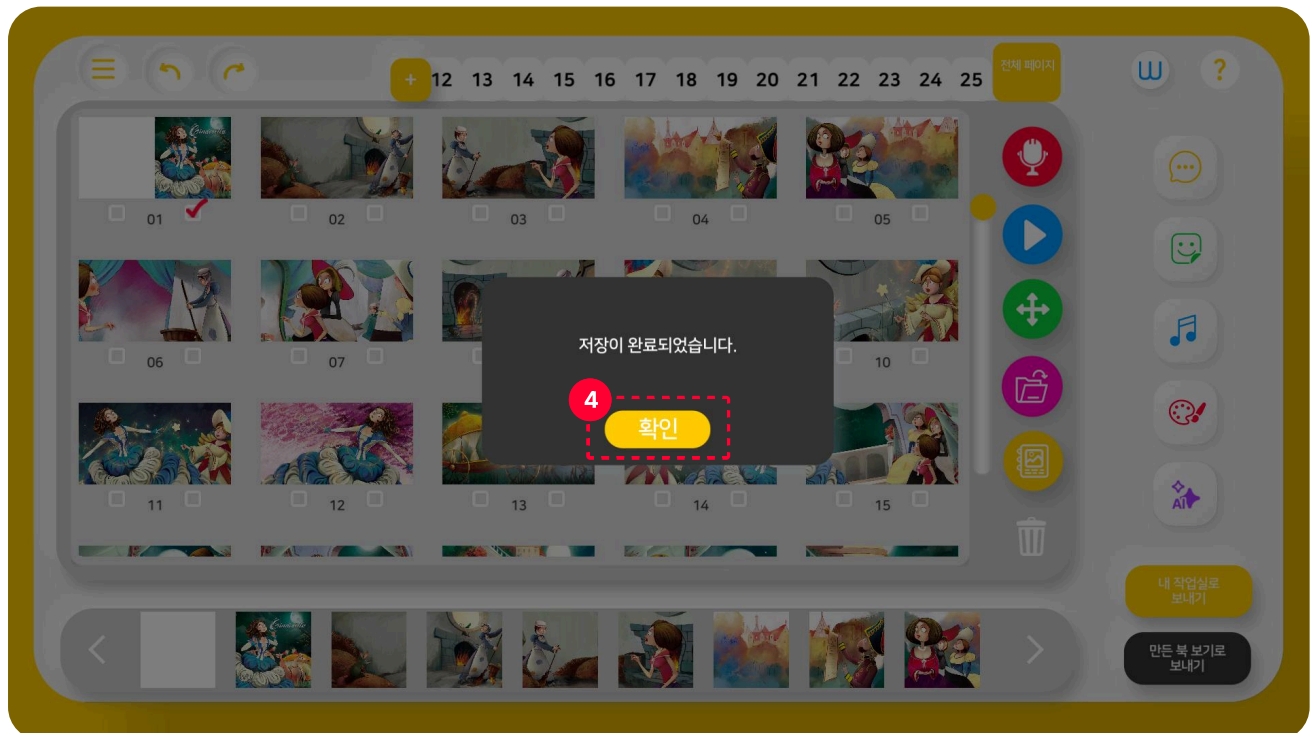 + 12 13 14 15 16 17 18 19 20 21 22 23 24 25 전체 페이지
W ?
Cinderella
01 02 03 04 05
06 07 10
저장이 완료되었습니다.
4
확인
11 12 13 14 15
AI
내 작업실로
보내기
만든 북 보기로
보내기